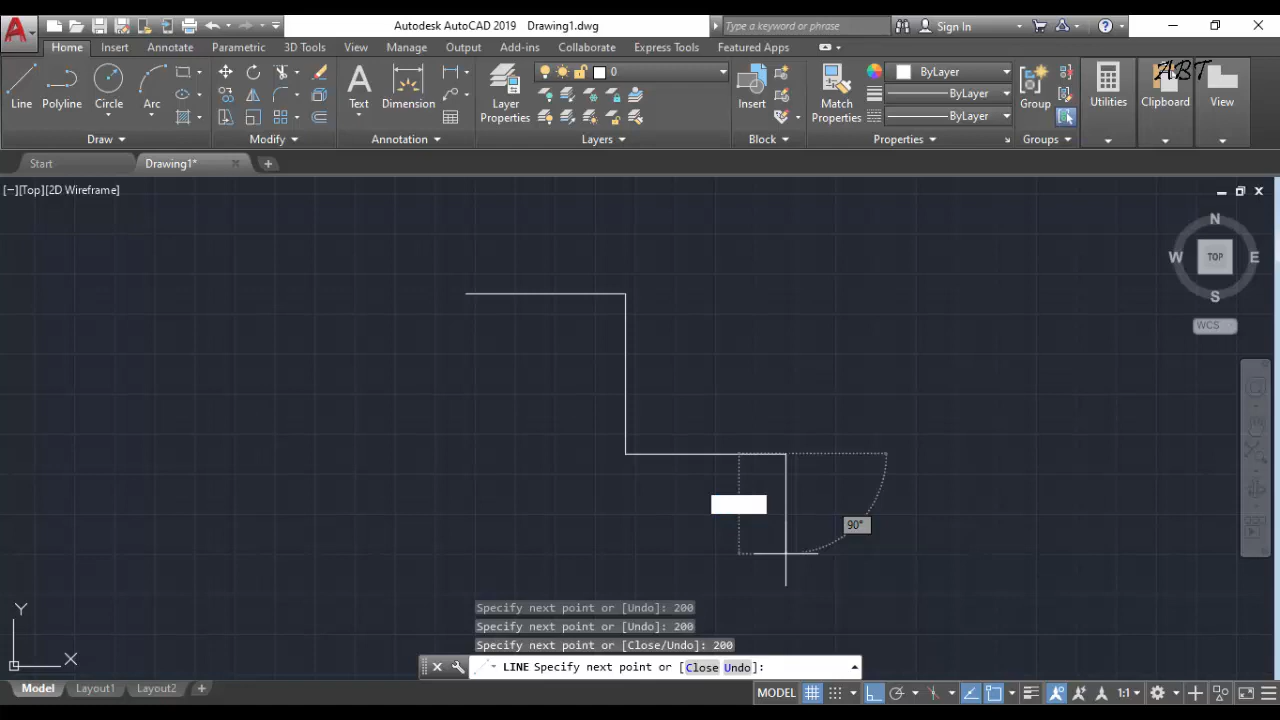 Autodesk AutoCAD 2019 Drawing1.dwg
Type a keyword or phrase
Sign In
Home Insert Annotate Parametric 3D Tools View Manage Output Add-ins Collaborate Express Tools Featured Apps
Line Polyline Circle Arc
Text Dimension
Layer Properties
0
Insert
Match Properties
ByLayer
ByLayer
ByLayer
Group
Utilities
Clipboard
View
ABT
Draw Modify Annotation Layers Block Properties Groups
Start Drawing1*
[−][Top][2D Wireframe]
N
W TOP E
S
WCS
90°
Specify next point or [Undo]: 200
Specify next point or [Undo]: 200
Specify next point or [Close/Undo]: 200
LINE Specify next point or [Close Undo]:
Y
X
Model Layout1 Layout2
MODEL 1:1